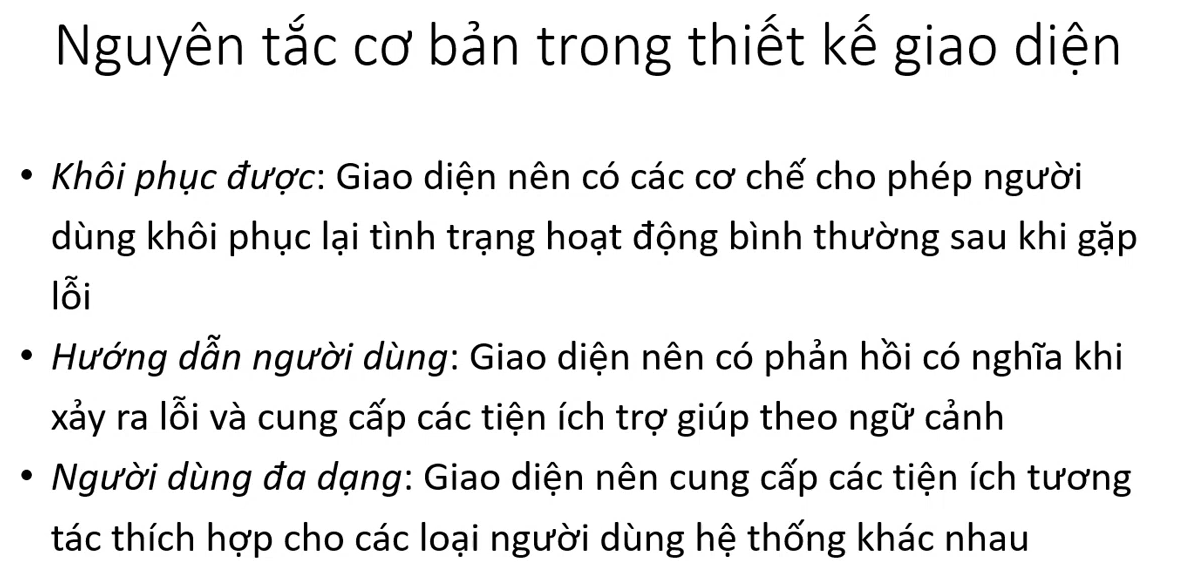 Nguyên tắc cơ bản trong thiết kế giao diện
• Khôi phục được: Giao diện nên có các cơ chế cho phép người
dùng khôi phục lại tình trạng hoạt động bình thường sau khi gặp
lỗi
• Hướng dẫn người dùng: Giao diện nên có phản hồi có nghĩa khi
xảy ra lỗi và cung cấp các tiện ích trợ giúp theo ngữ cảnh
• Người dùng đa dạng: Giao diện nên cung cấp các tiện ích tương
tác thích hợp cho các loại người dùng hệ thống khác nhau